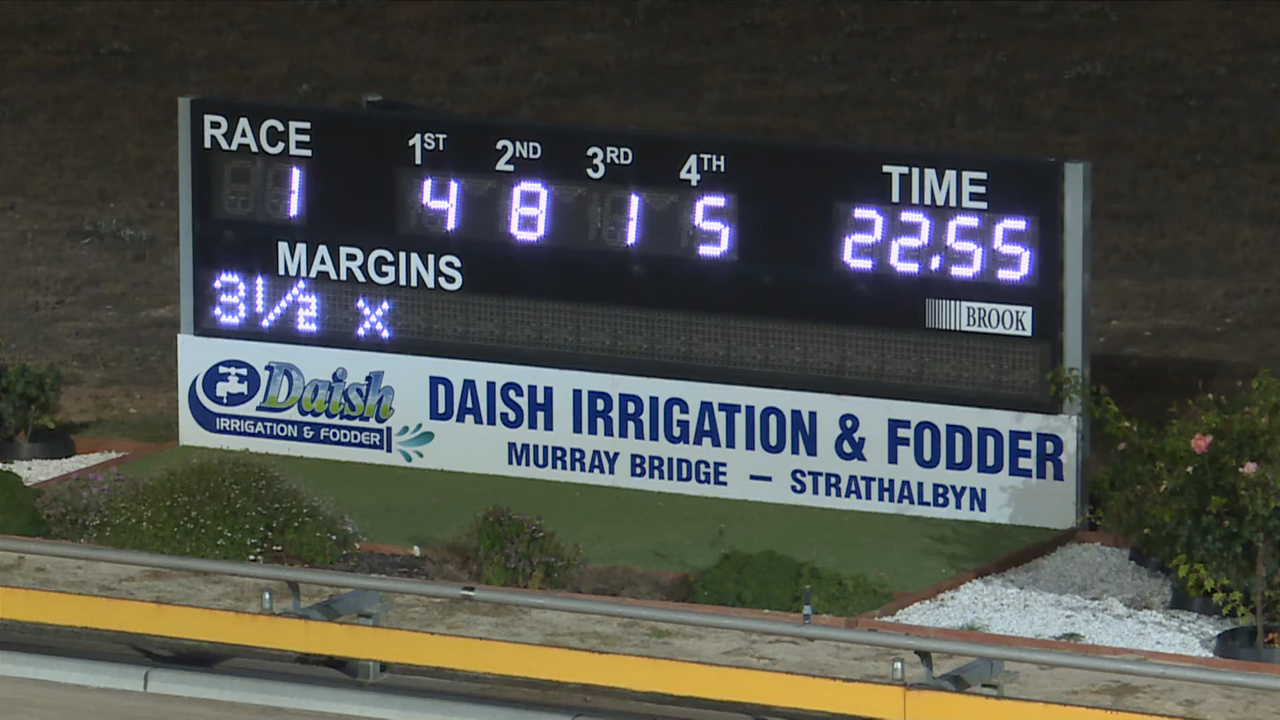 RACE 1ST 2ND 3RD 4TH TIME
1 4 8 1 5 22.55
MARGINS
3 1/2 x
BROOK
Daish
IRRIGATION & FODDER
DAISH IRRIGATION & FODDER
MURRAY BRIDGE — STRATHALBYN